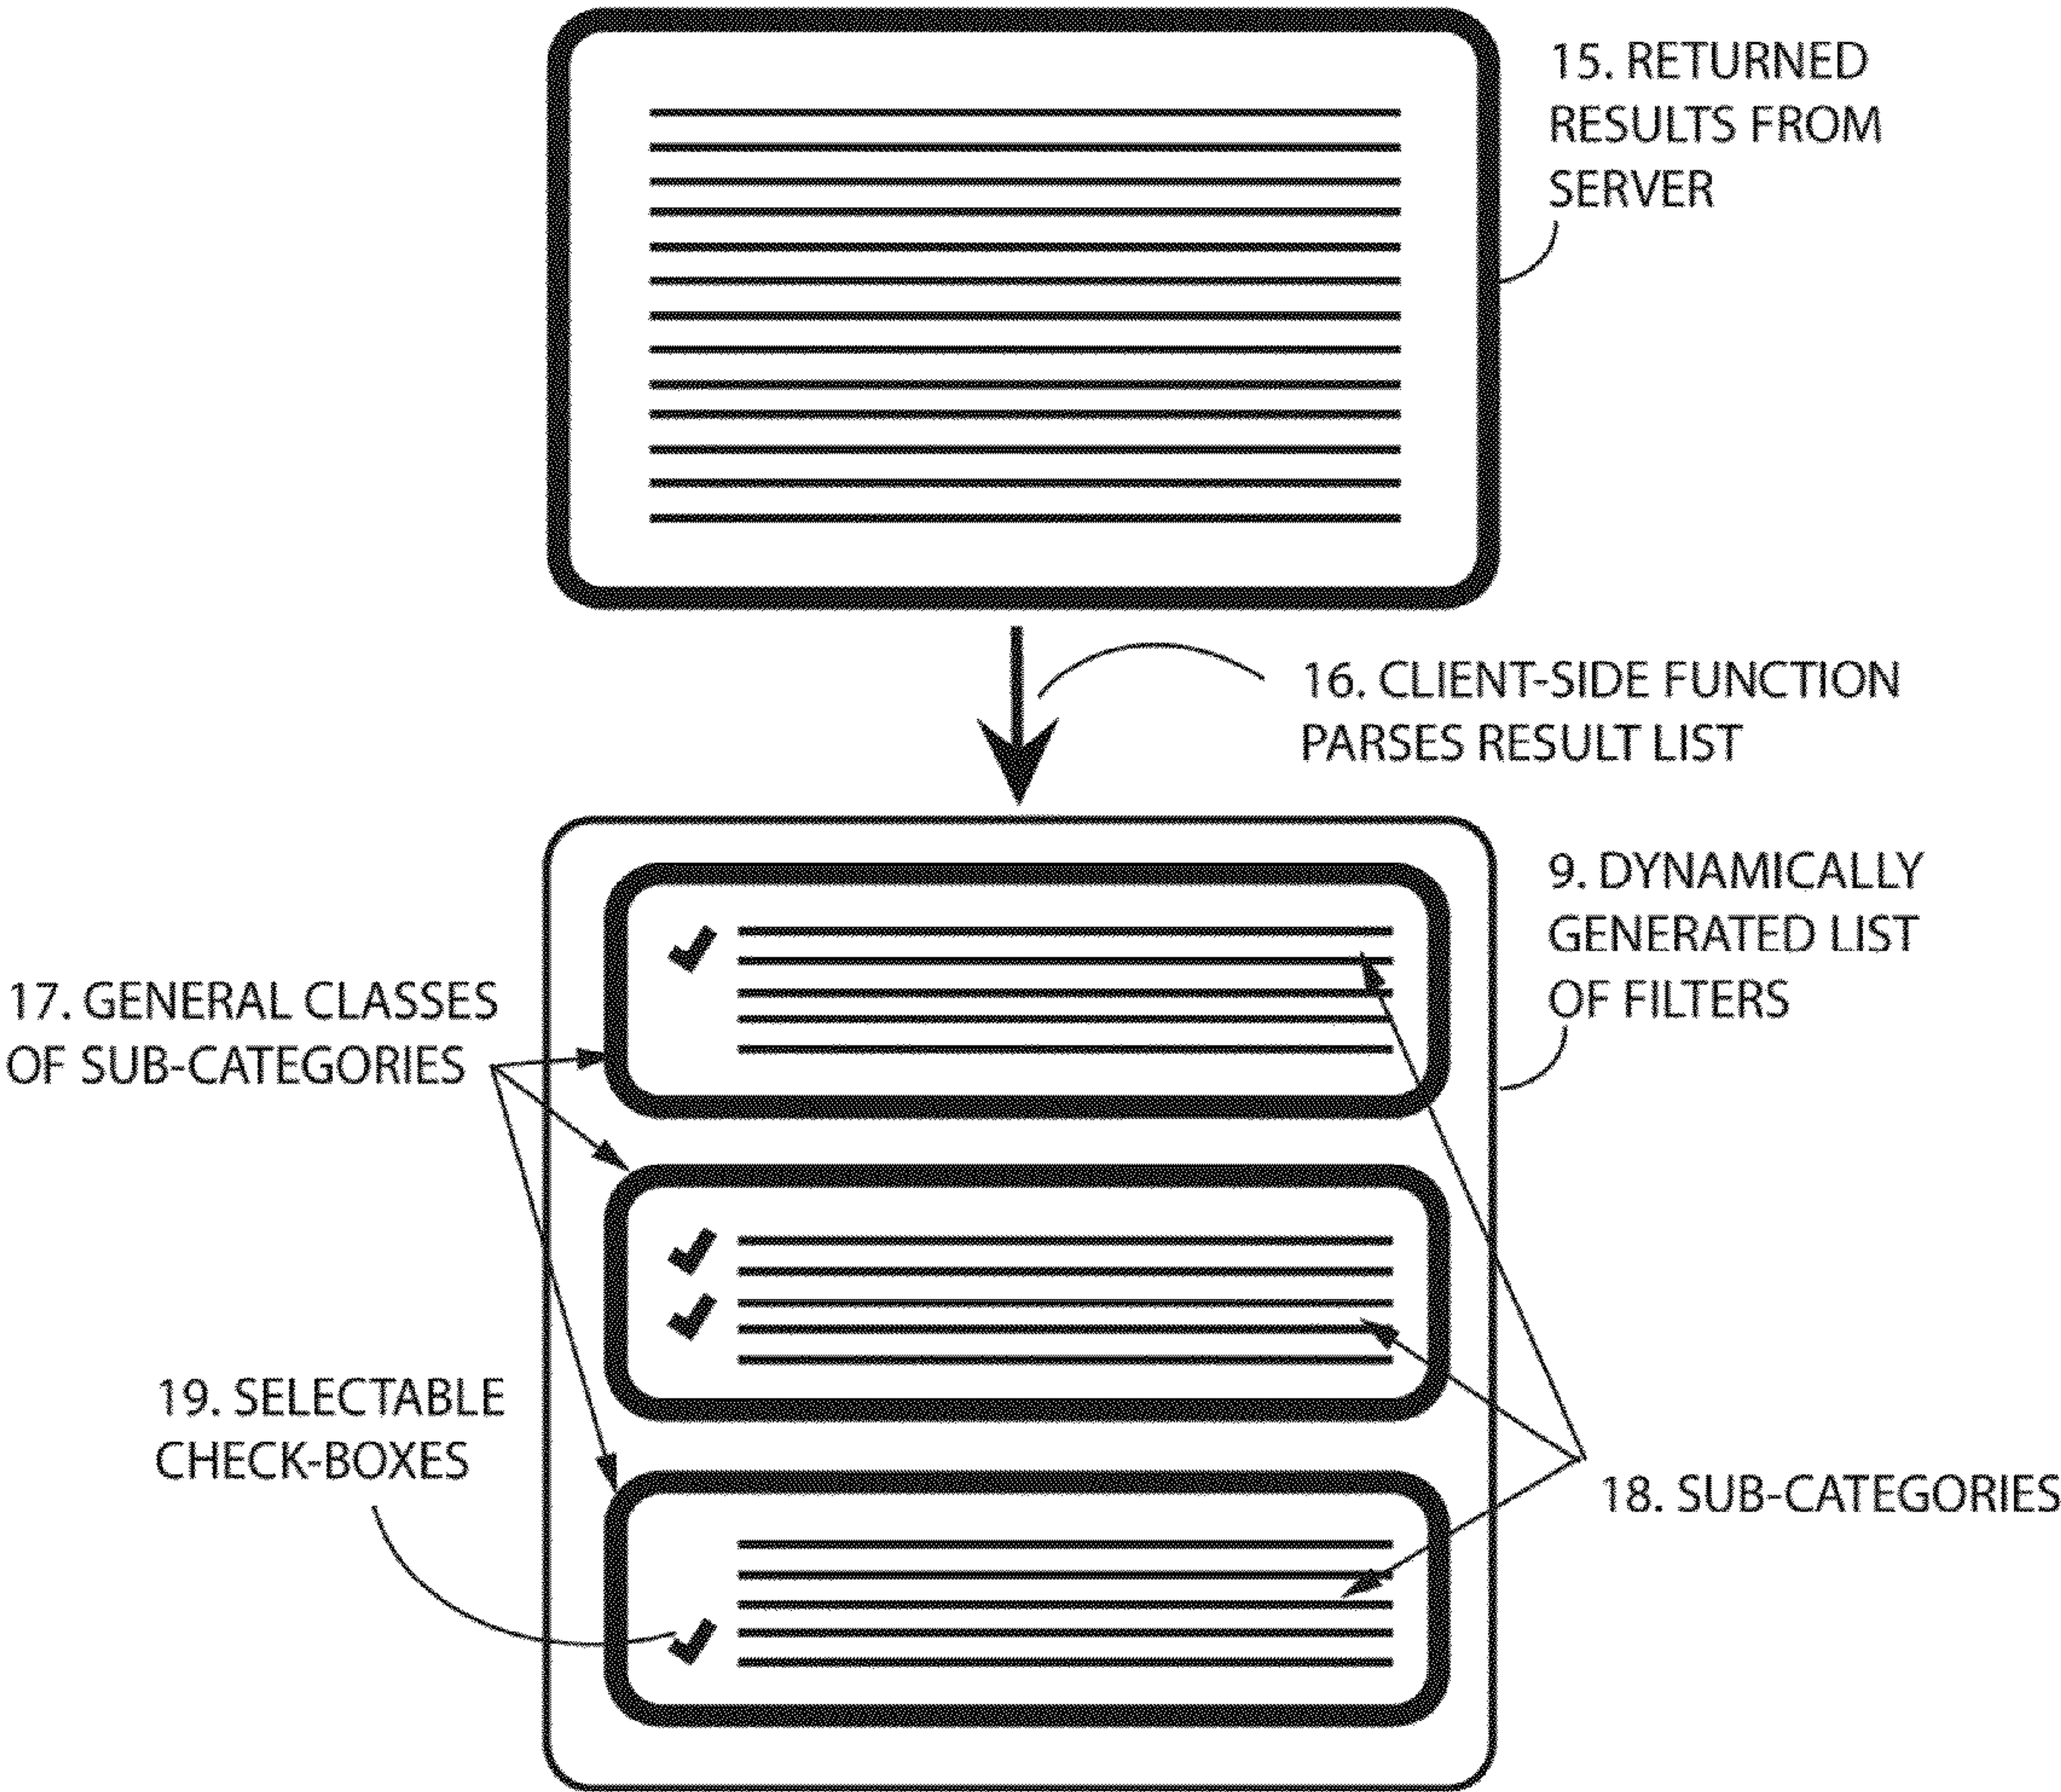 15. RETURNED
RESULTS FROM
SERVER
16. CLIENT-SIDE FUNCTION
PARSES RESULT LIST
9. DYNAMICALLY
GENERATED LIST
OF FILTERS
17. GENERAL CLASSES
OF SUB-CATEGORIES
19. SELECTABLE
CHECK-BOXES
18. SUB-CATEGORIES